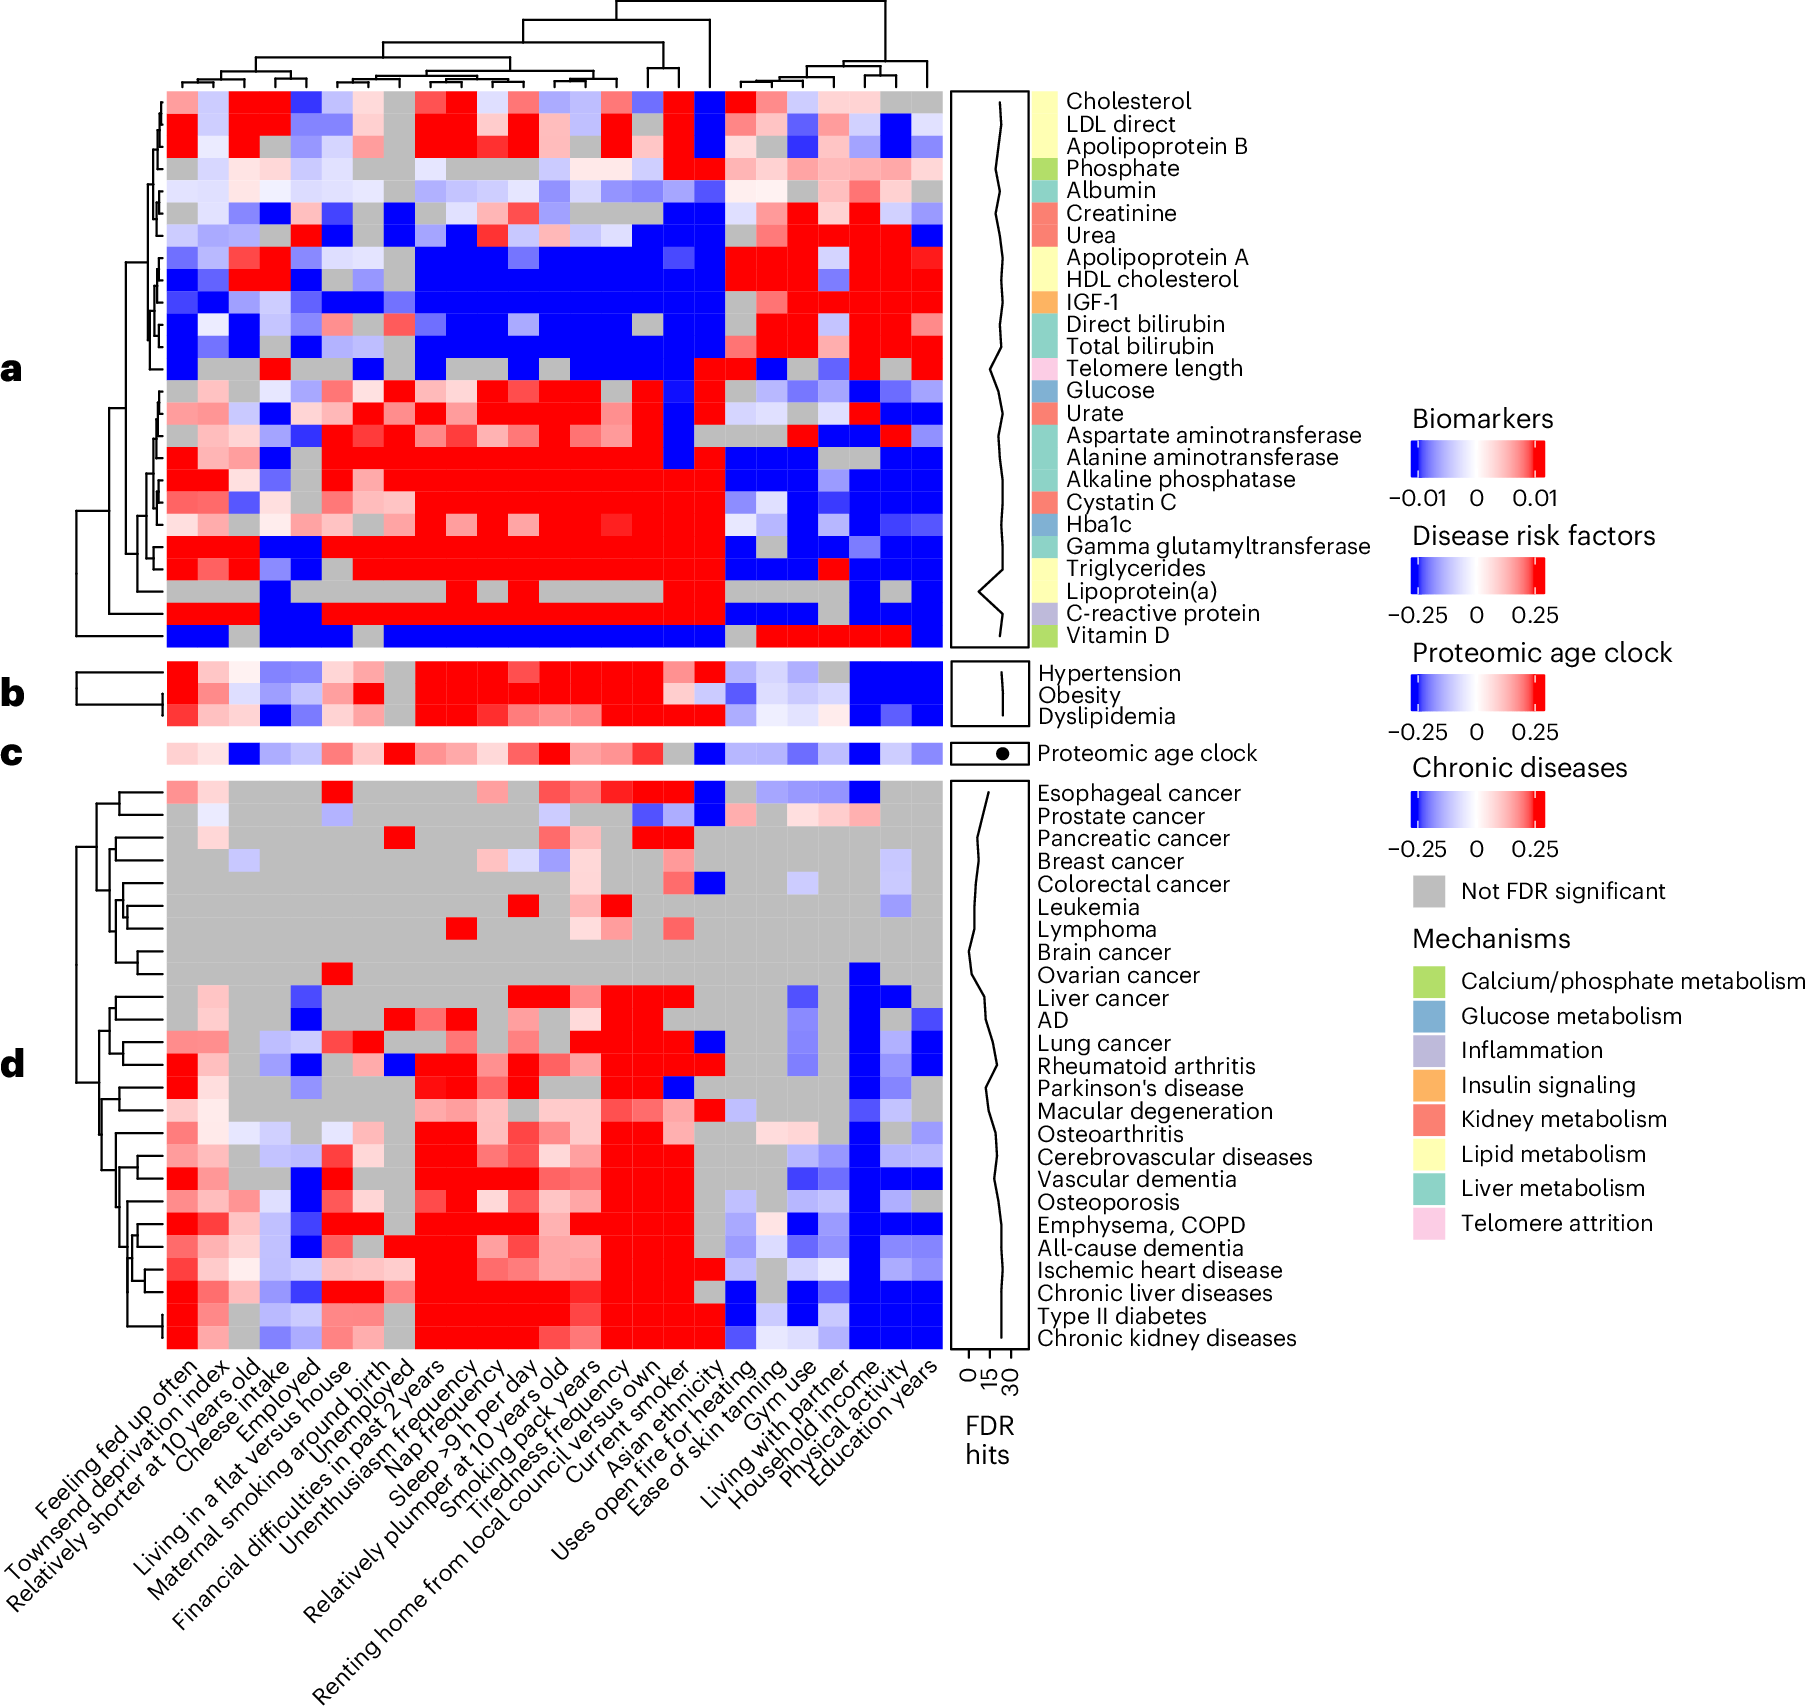 a
Cholesterol
LDL direct
Apolipoprotein B
Phosphate
Albumin
Creatinine
Urea
Apolipoprotein A
HDL cholesterol
IGF-1
Direct bilirubin
Total bilirubin
Telomere length
Glucose
Urate
Aspartate aminotransferase
Alanine aminotransferase
Alkaline phosphatase
Cystatin C
Hba1c
Gamma glutamyltransferase
Triglycerides
Lipoprotein(a)
C-reactive protein
Vitamin D
b
Hypertension
Obesity
Dyslipidemia
c
Proteomic age clock
d
Esophageal cancer
Prostate cancer
Pancreatic cancer
Breast cancer
Colorectal cancer
Leukemia
Lymphoma
Brain cancer
Ovarian cancer
Liver cancer
AD
Lung cancer
Rheumatoid arthritis
Parkinson's disease
Macular degeneration
Osteoarthritis
Cerebrovascular diseases
Vascular dementia
Osteoporosis
Emphysema, COPD
All-cause dementia
Ischemic heart disease
Chronic liver diseases
Type II diabetes
Chronic kidney diseases
Feeling fed up often
Townsend deprivation index
Relatively shorter at 10 years old
Cheese intake
Employed
Living in a flat versus house
Maternal smoking around birth
Unemployed
Financial difficulties in past 2 years
Unenthusiasm frequency
Nap frequency
Sleep >9 h per day
Relatively plumper at 10 years old
Smoking pack years
Tiredness frequency
Renting home from local council versus own
Current smoker
Asian ethnicity
Uses open fire for heating
Ease of skin tanning
Gym use
Living with partner
Household income
Physical activity
Education years
0
15
30
FDR
hits
Biomarkers
−0.01 0 0.01
Disease risk factors
−0.25 0 0.25
Proteomic age clock
−0.25 0 0.25
Chronic diseases
−0.25 0 0.25
Not FDR significant
Mechanisms
Calcium/phosphate metabolism
Glucose metabolism
Inflammation
Insulin signaling
Kidney metabolism
Lipid metabolism
Liver metabolism
Telomere attrition